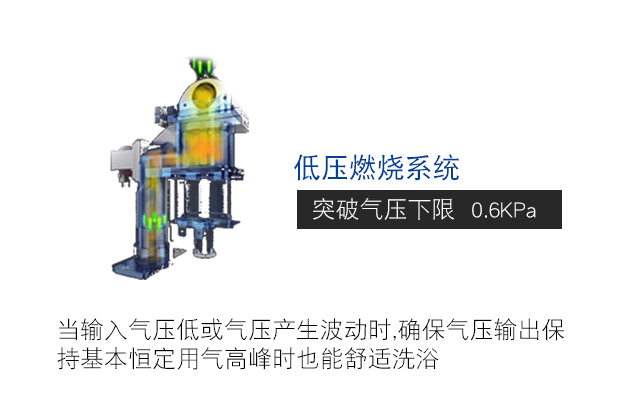 低压燃烧系统
突破气压下限 0.6KPa
当输入气压低或气压产生波动时,确保气压输出保
持基本恒定用气高峰时也能舒适洗浴